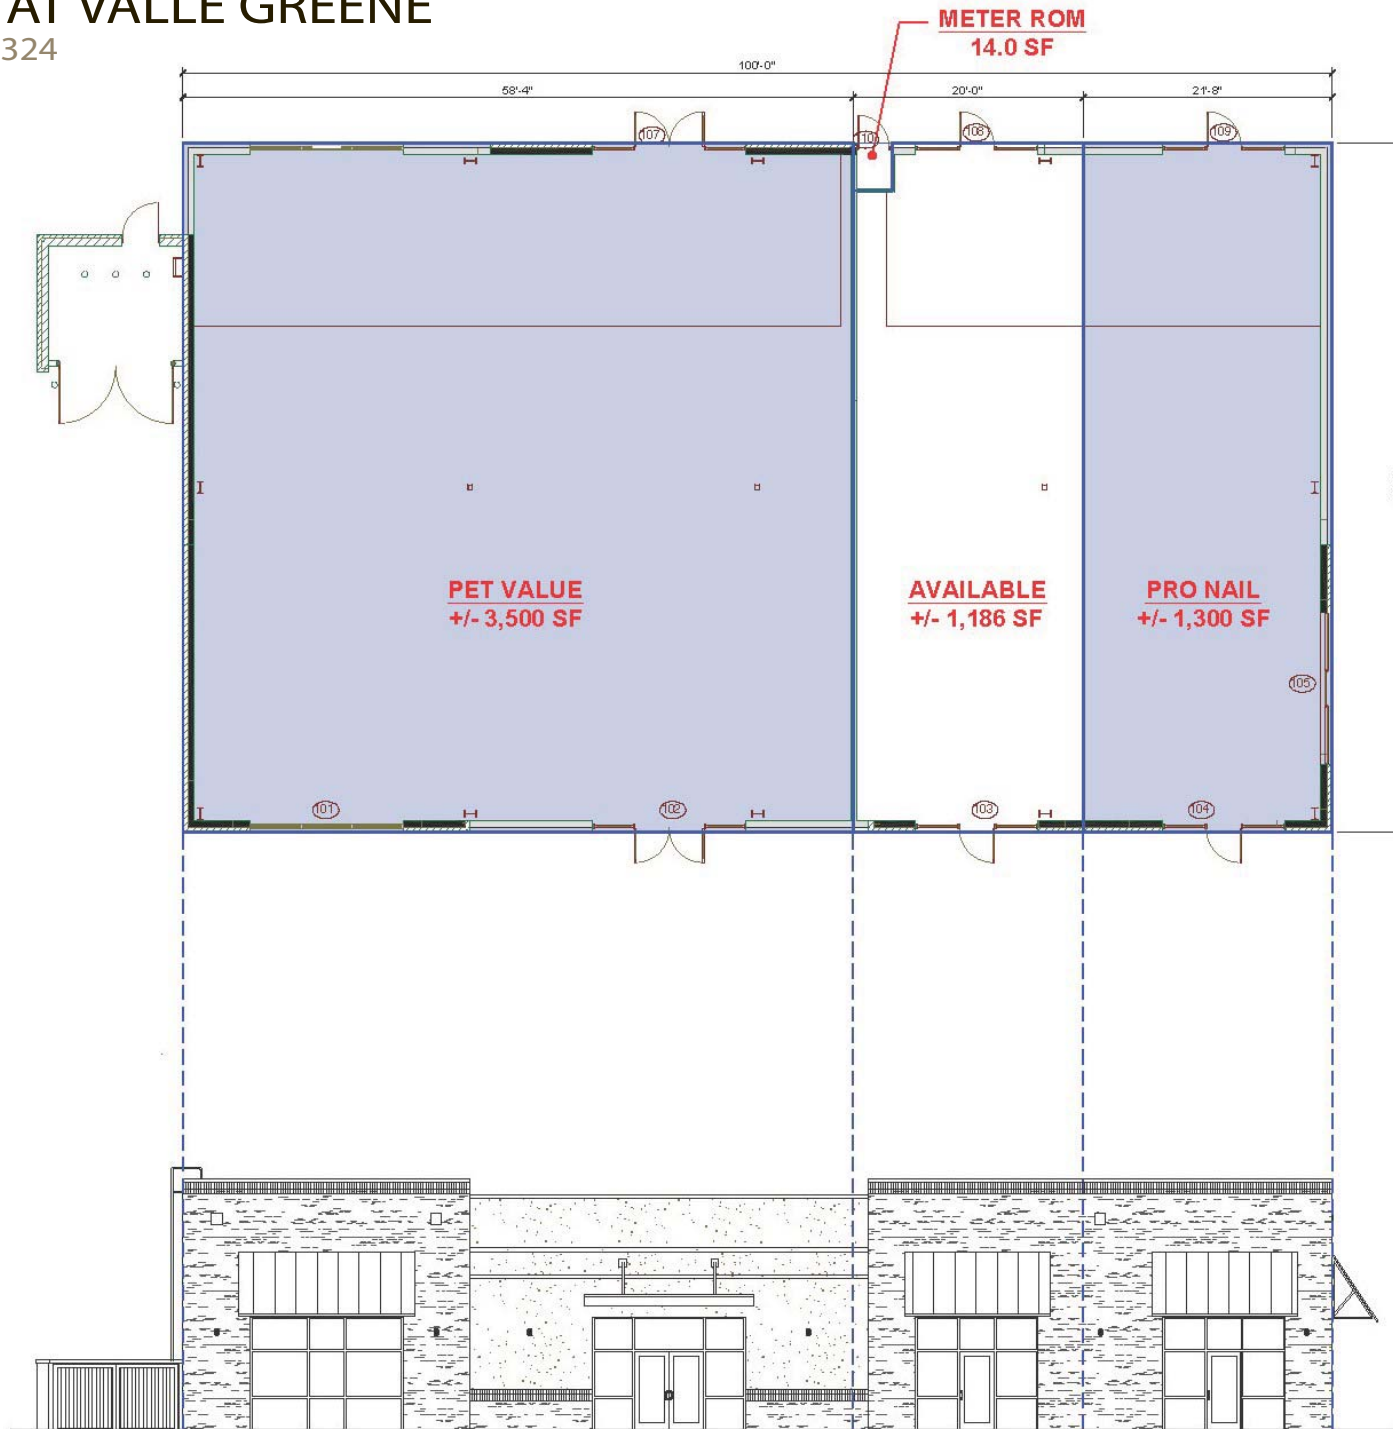 AT VALLE GREENE
324
METER ROM
14.0 SF
100'-0"
58'-4"
20'-0"
21'-8"
107
110
108
109
PET VALUE
+/- 3,500 SF
AVAILABLE
+/- 1,186 SF
PRO NAIL
+/- 1,300 SF
105
101
102
103
104